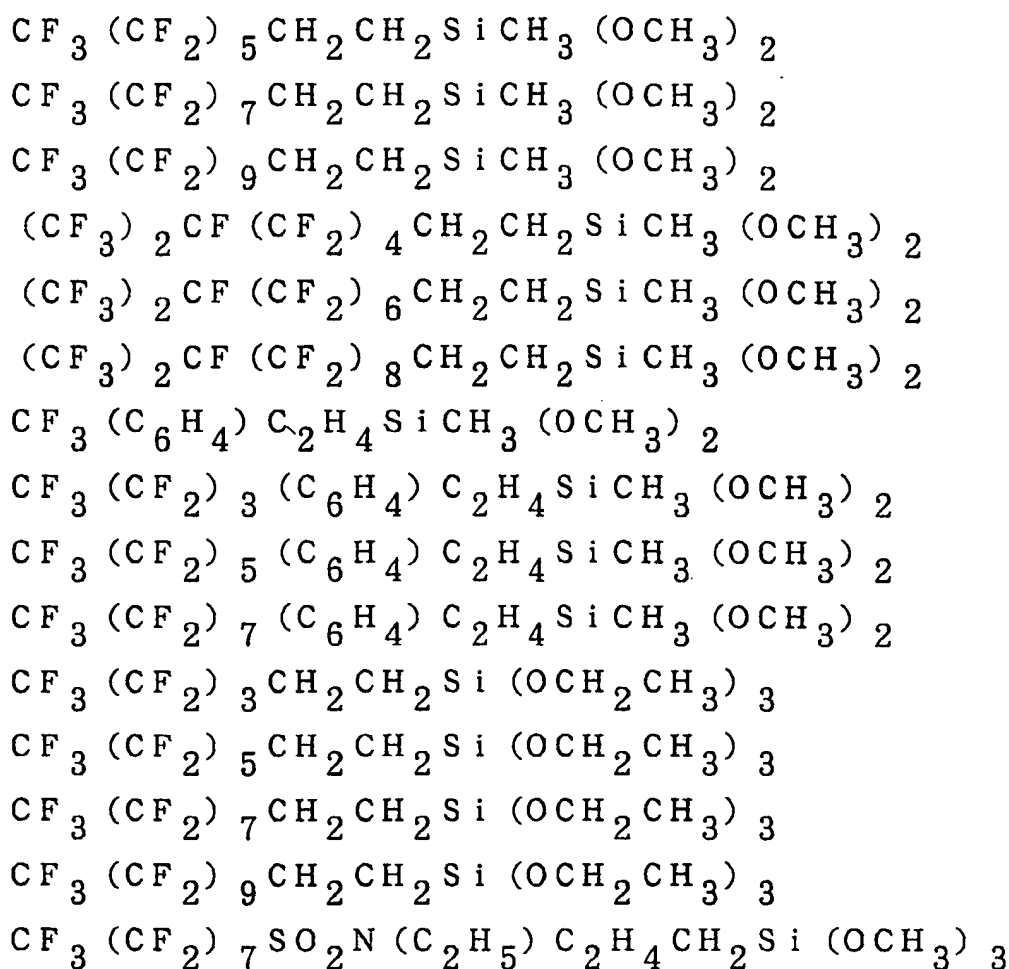 CF3(CF2)5CH2CH2SiCH3(OCH3)2
CF3(CF2)7CH2CH2SiCH3(OCH3)2
CF3(CF2)9CH2CH2SiCH3(OCH3)2
(CF3)2CF(CF2)4CH2CH2SiCH3(OCH3)2
(CF3)2CF(CF2)6CH2CH2SiCH3(OCH3)2
(CF3)2CF(CF2)8CH2CH2SiCH3(OCH3)2
CF3(C6H4)C2H4SiCH3(OCH3)2
CF3(CF2)3(C6H4)C2H4SiCH3(OCH3)2
CF3(CF2)5(C6H4)C2H4SiCH3(OCH3)2
CF3(CF2)7(C6H4)C2H4SiCH3(OCH3)2
CF3(CF2)3CH2CH2Si(OCH2CH3)3
CF3(CF2)5CH2CH2Si(OCH2CH3)3
CF3(CF2)7CH2CH2Si(OCH2CH3)3
CF3(CF2)9CH2CH2Si(OCH2CH3)3
CF3(CF2)7SO2N(C2H5)C2H4CH2Si(OCH3)3